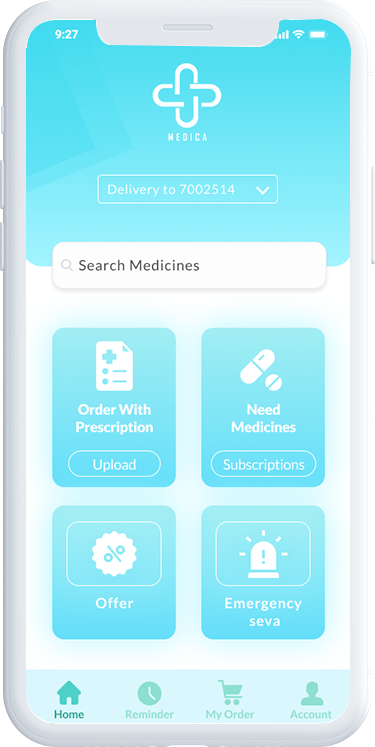 9:27
MEDICA
Delivery to 7002514
Search Medicines
Order With
Prescription
Upload
Need
Medicines
Subscriptions
Offer
Emergency
seva
Home
Reminder
My Order
Account